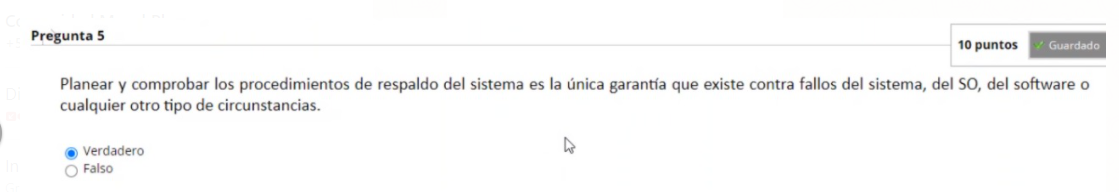 Pregunta 5
10 puntos
Guardado
Planear y comprobar los procedimientos de respaldo del sistema es la única garantía que existe contra fallos del sistema, del SO, del software o
cualquier otro tipo de circunstancias.
Verdadero
Falso